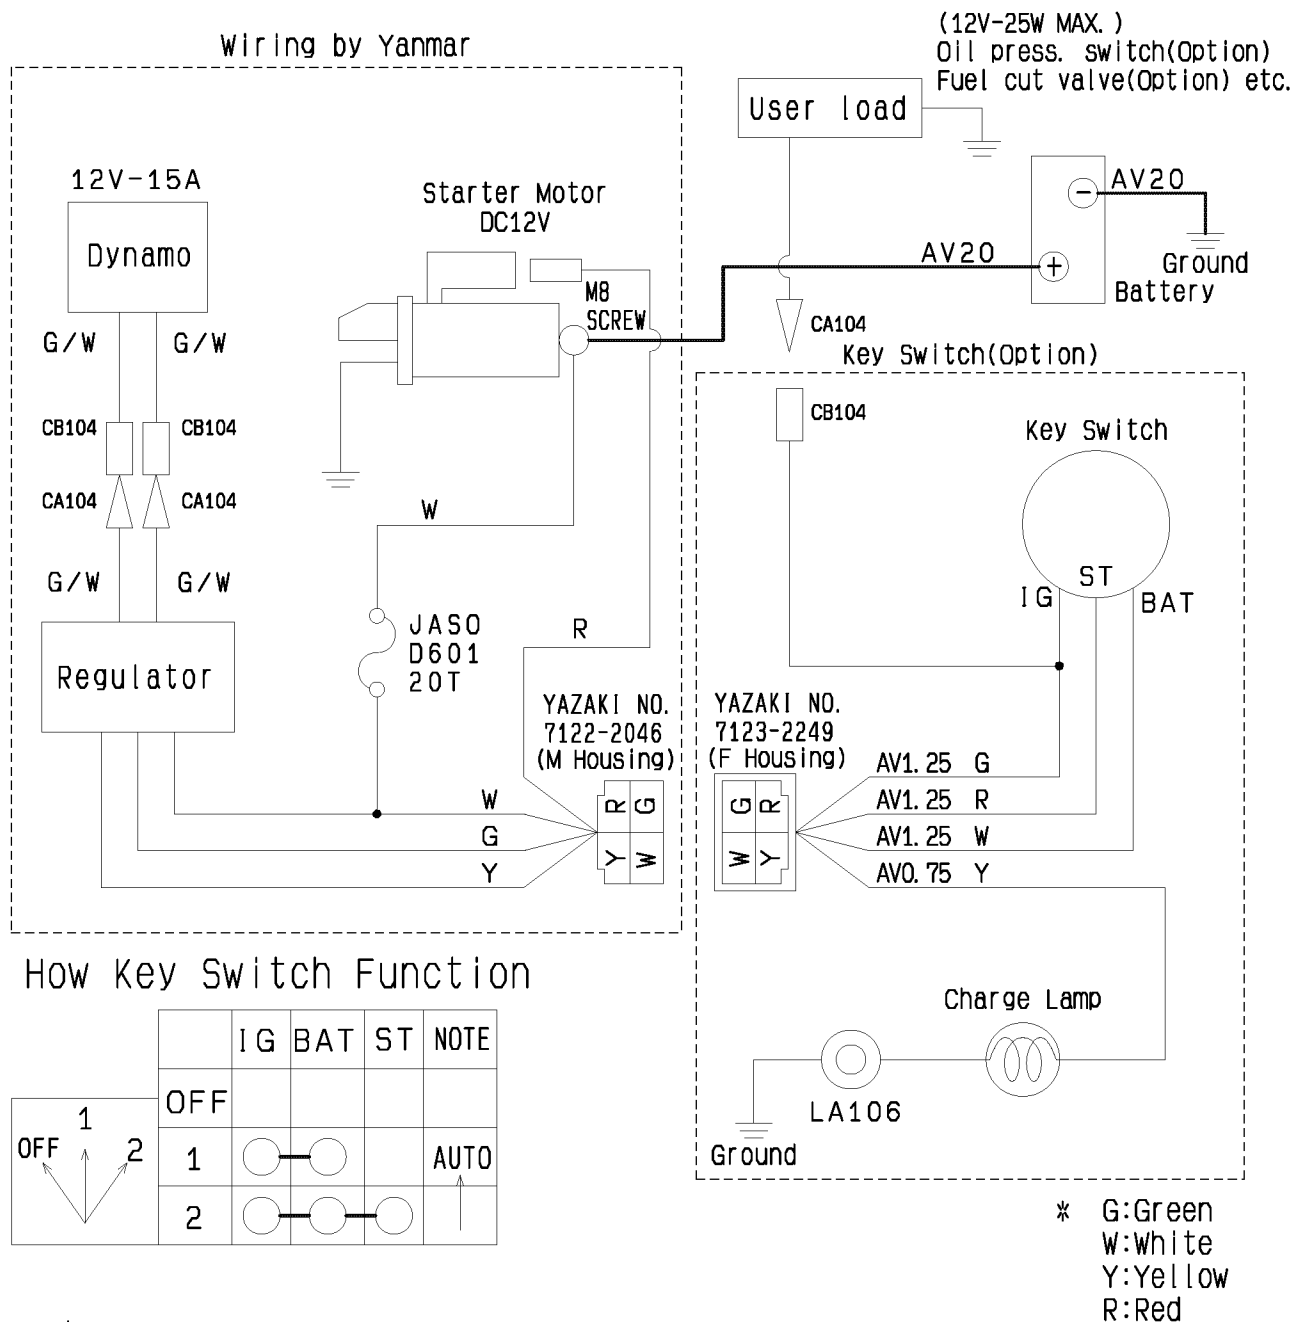 Wiring by Yanmar
(12V-25W MAX.)
Oil press. switch(Option)
Fuel cut valve(Option) etc.
User load
12V-15A
Dynamo
Starter Motor
DC12V
M8
SCREW
AV20
AV20
Ground
Battery
CA104
Key Switch(Option)
CB104
Key Switch
IG
ST
BAT
G/W
G/W
CB104
CB104
CA104
CA104
G/W
G/W
W
R
JASO
D601
20T
Regulator
YAZAKI NO.
7122-2046
(M Housing)
R G
Y W
YAZAKI NO.
7123-2249
(F Housing)
G R
W Y
W
G
Y
AV1.25 G
AV1.25 R
AV1.25 W
AV0.75 Y
Charge Lamp
LA106
Ground
How Key Switch Function
IG BAT ST NOTE
OFF
1 AUTO
2
OFF 1 2
* G:Green
W:White
Y:Yellow
R:Red